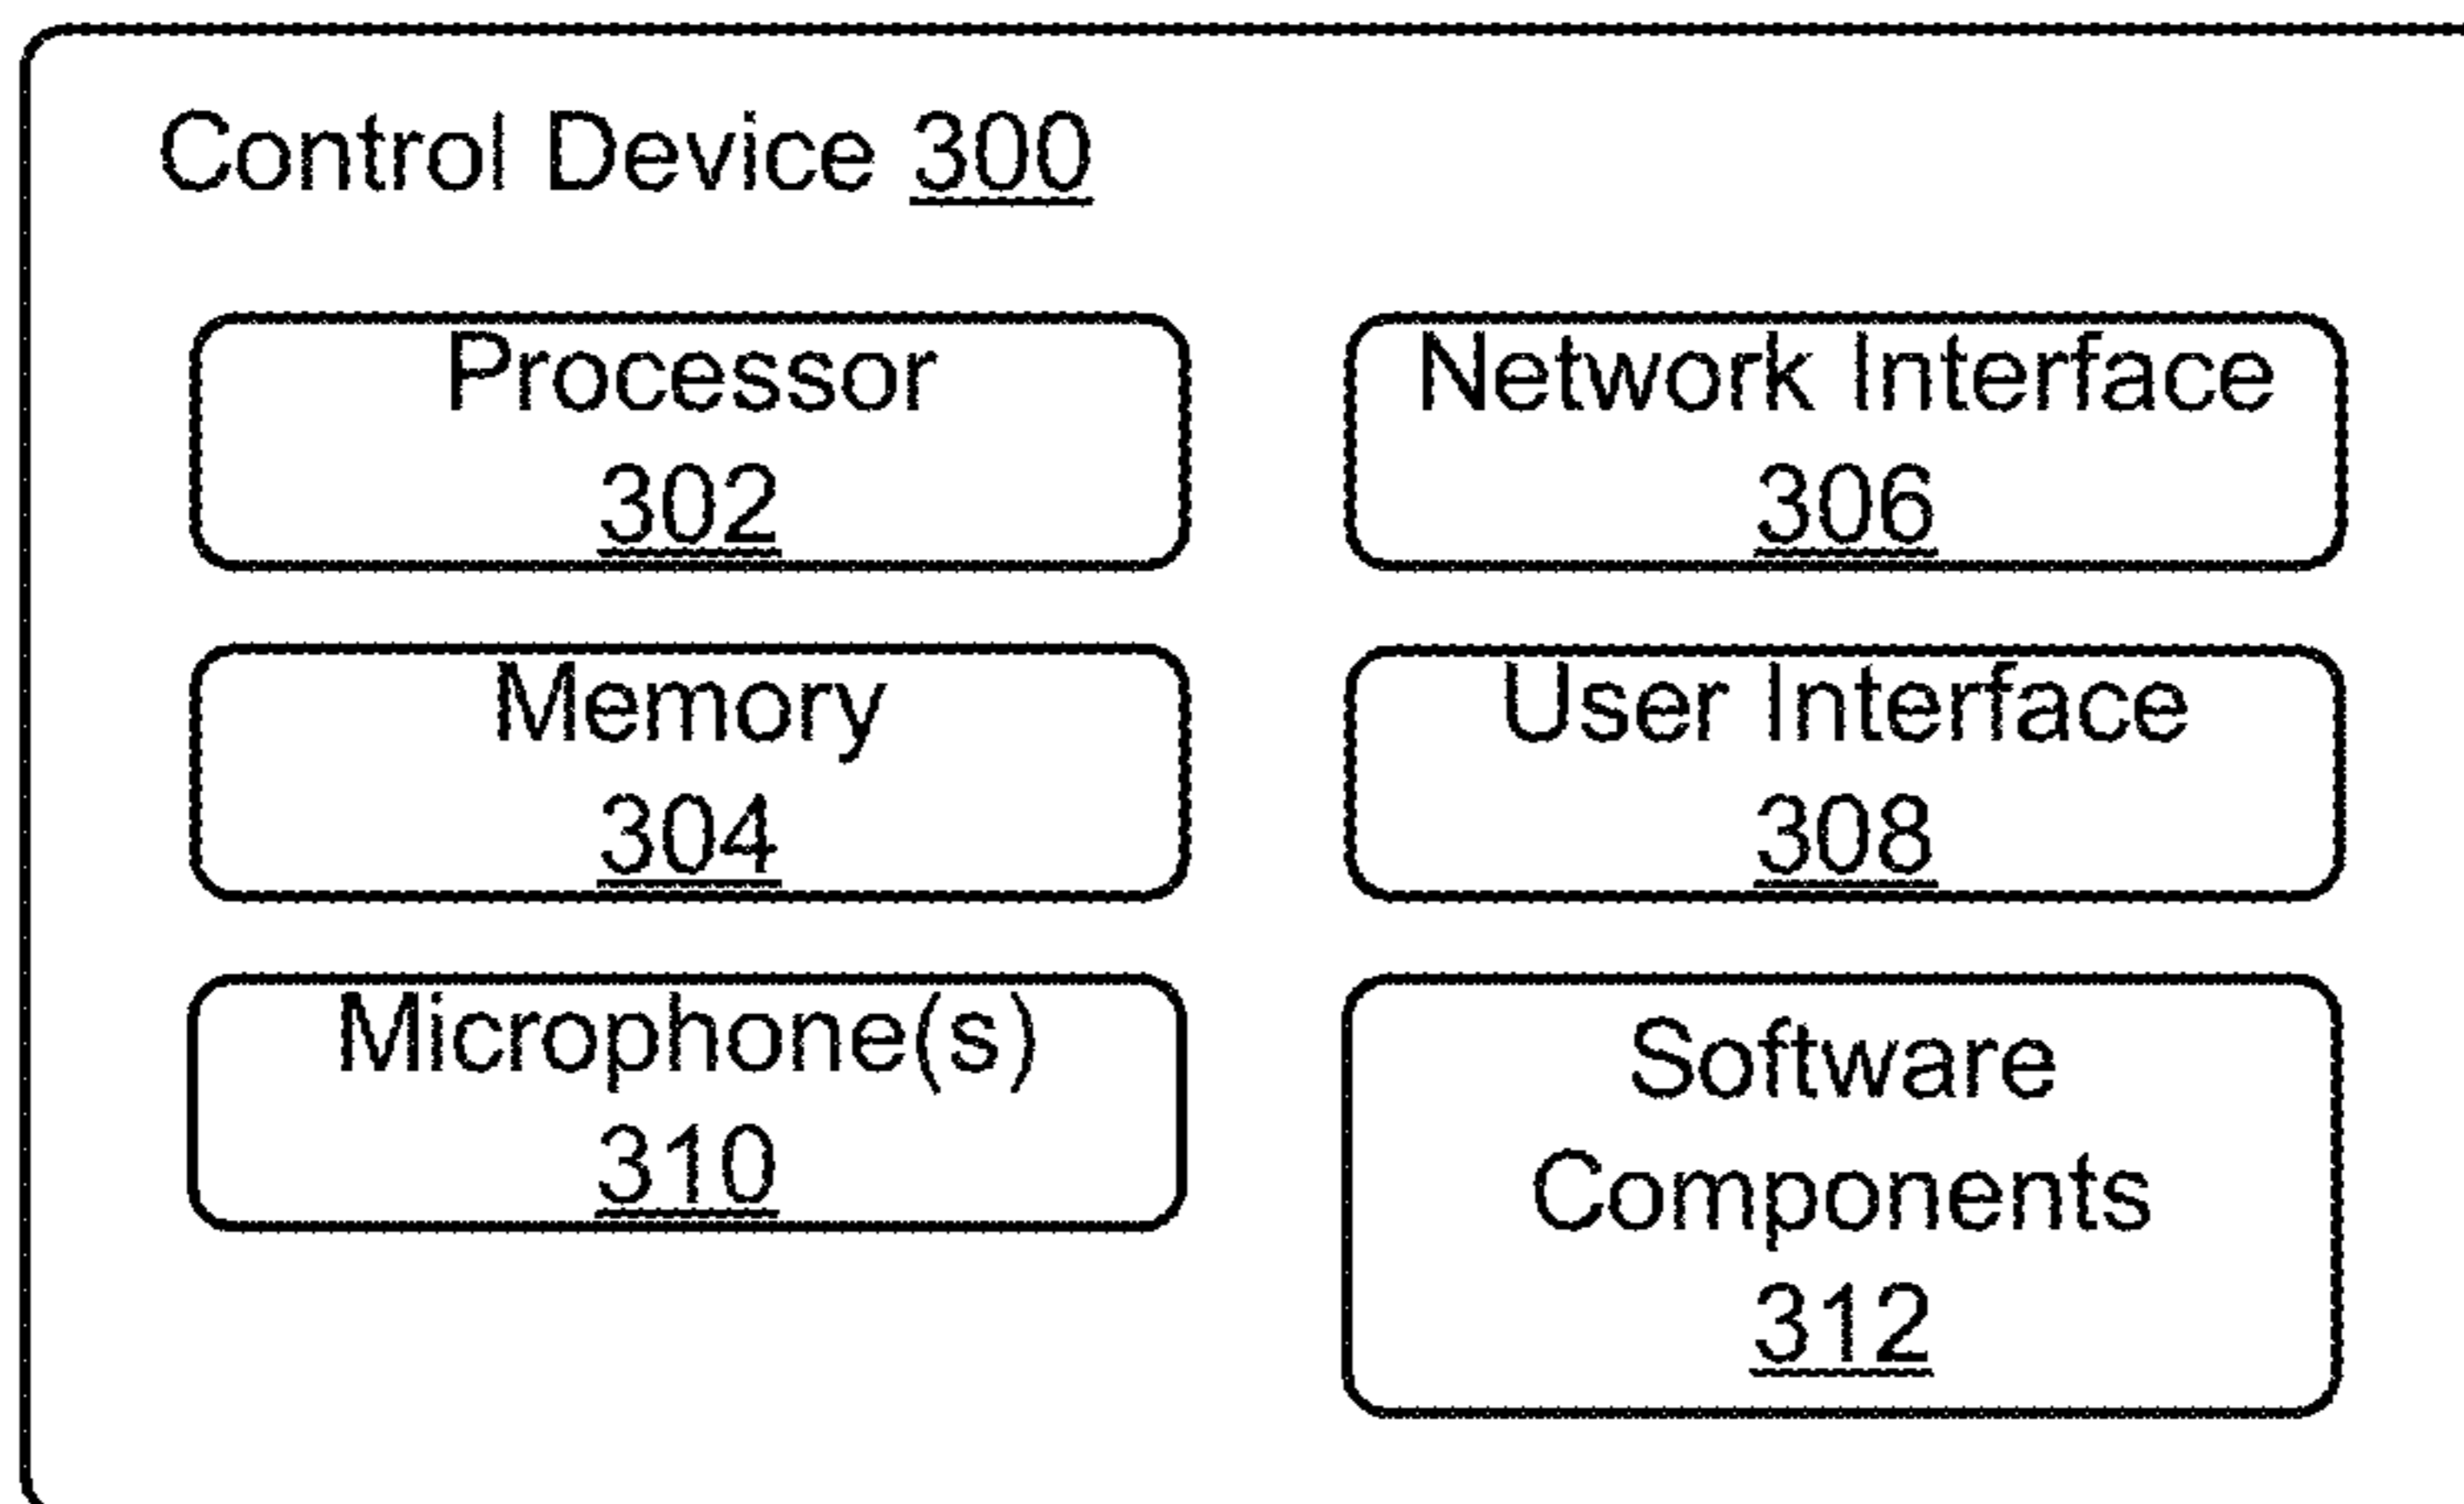 Control Device 300
Processor
302
Network Interface
306
Memory
304
User Interface
308
Microphone(s)
310
Software
Components
312